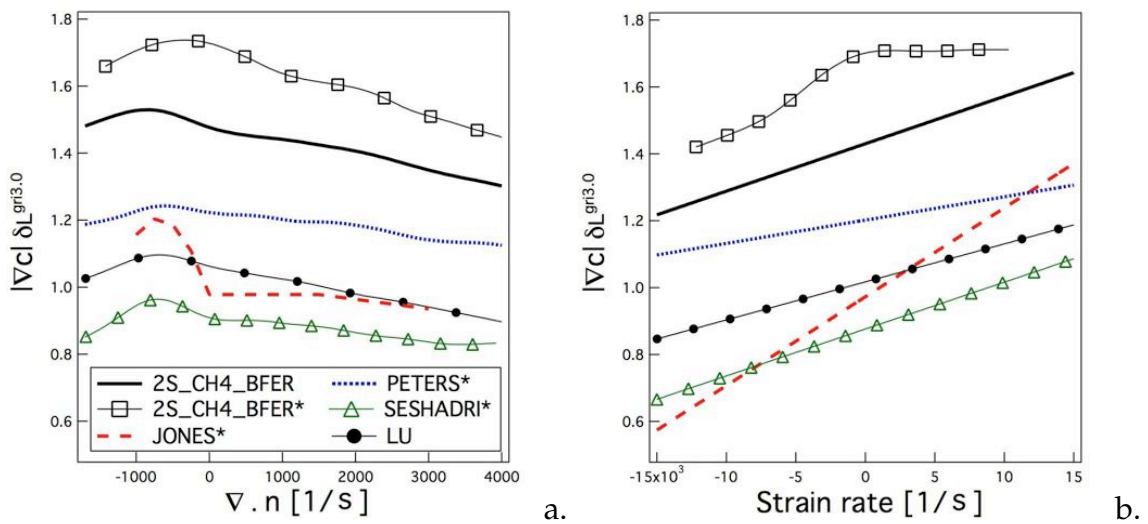 1.8
1.6
1.4
1.2
1.0
0.8
0.6
|∇c| δL^gri3.0
2S_CH4_BFER
2S_CH4_BFER*
JONES*
PETERS*
SESHADRI*
LU
-1000 0 1000 2000 3000 4000
∇ . n [1/s]
a.
1.8
1.6
1.4
1.2
1.0
0.8
0.6
|∇c| δL^gri3.0
-15x10³ -10 -5 0 5 10 15
Strain rate [1/s]
b.